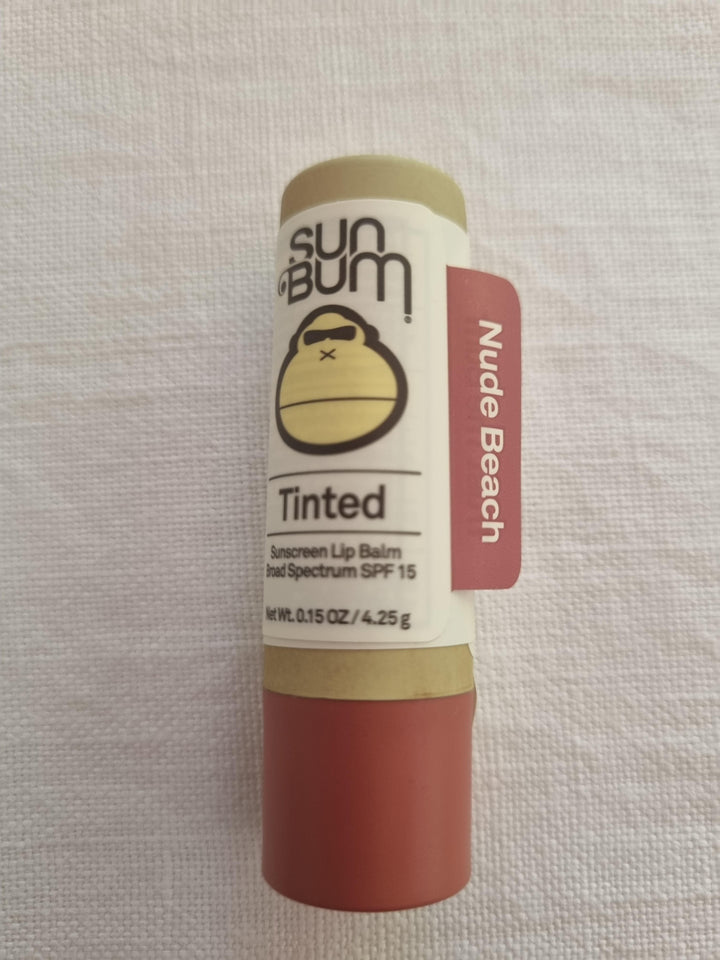 SUN
BUM®
Tinted
Sunscreen Lip Balm
Broad Spectrum SPF 15
Net Wt. 0.15 OZ / 4.25 g
Nude Beach